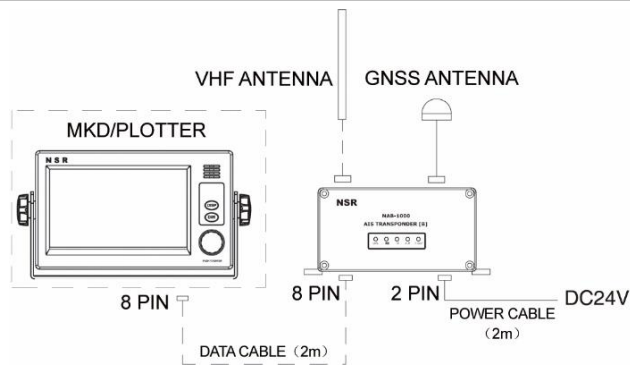 VHF ANTENNA
GNSS ANTENNA
MKD/PLOTTER
NSR
NSR
NAB-1000
AIS TRANSPONDER [B]
8 PIN
8 PIN
2 PIN
DC24V
POWER CABLE
（2m）
DATA CABLE（2m）